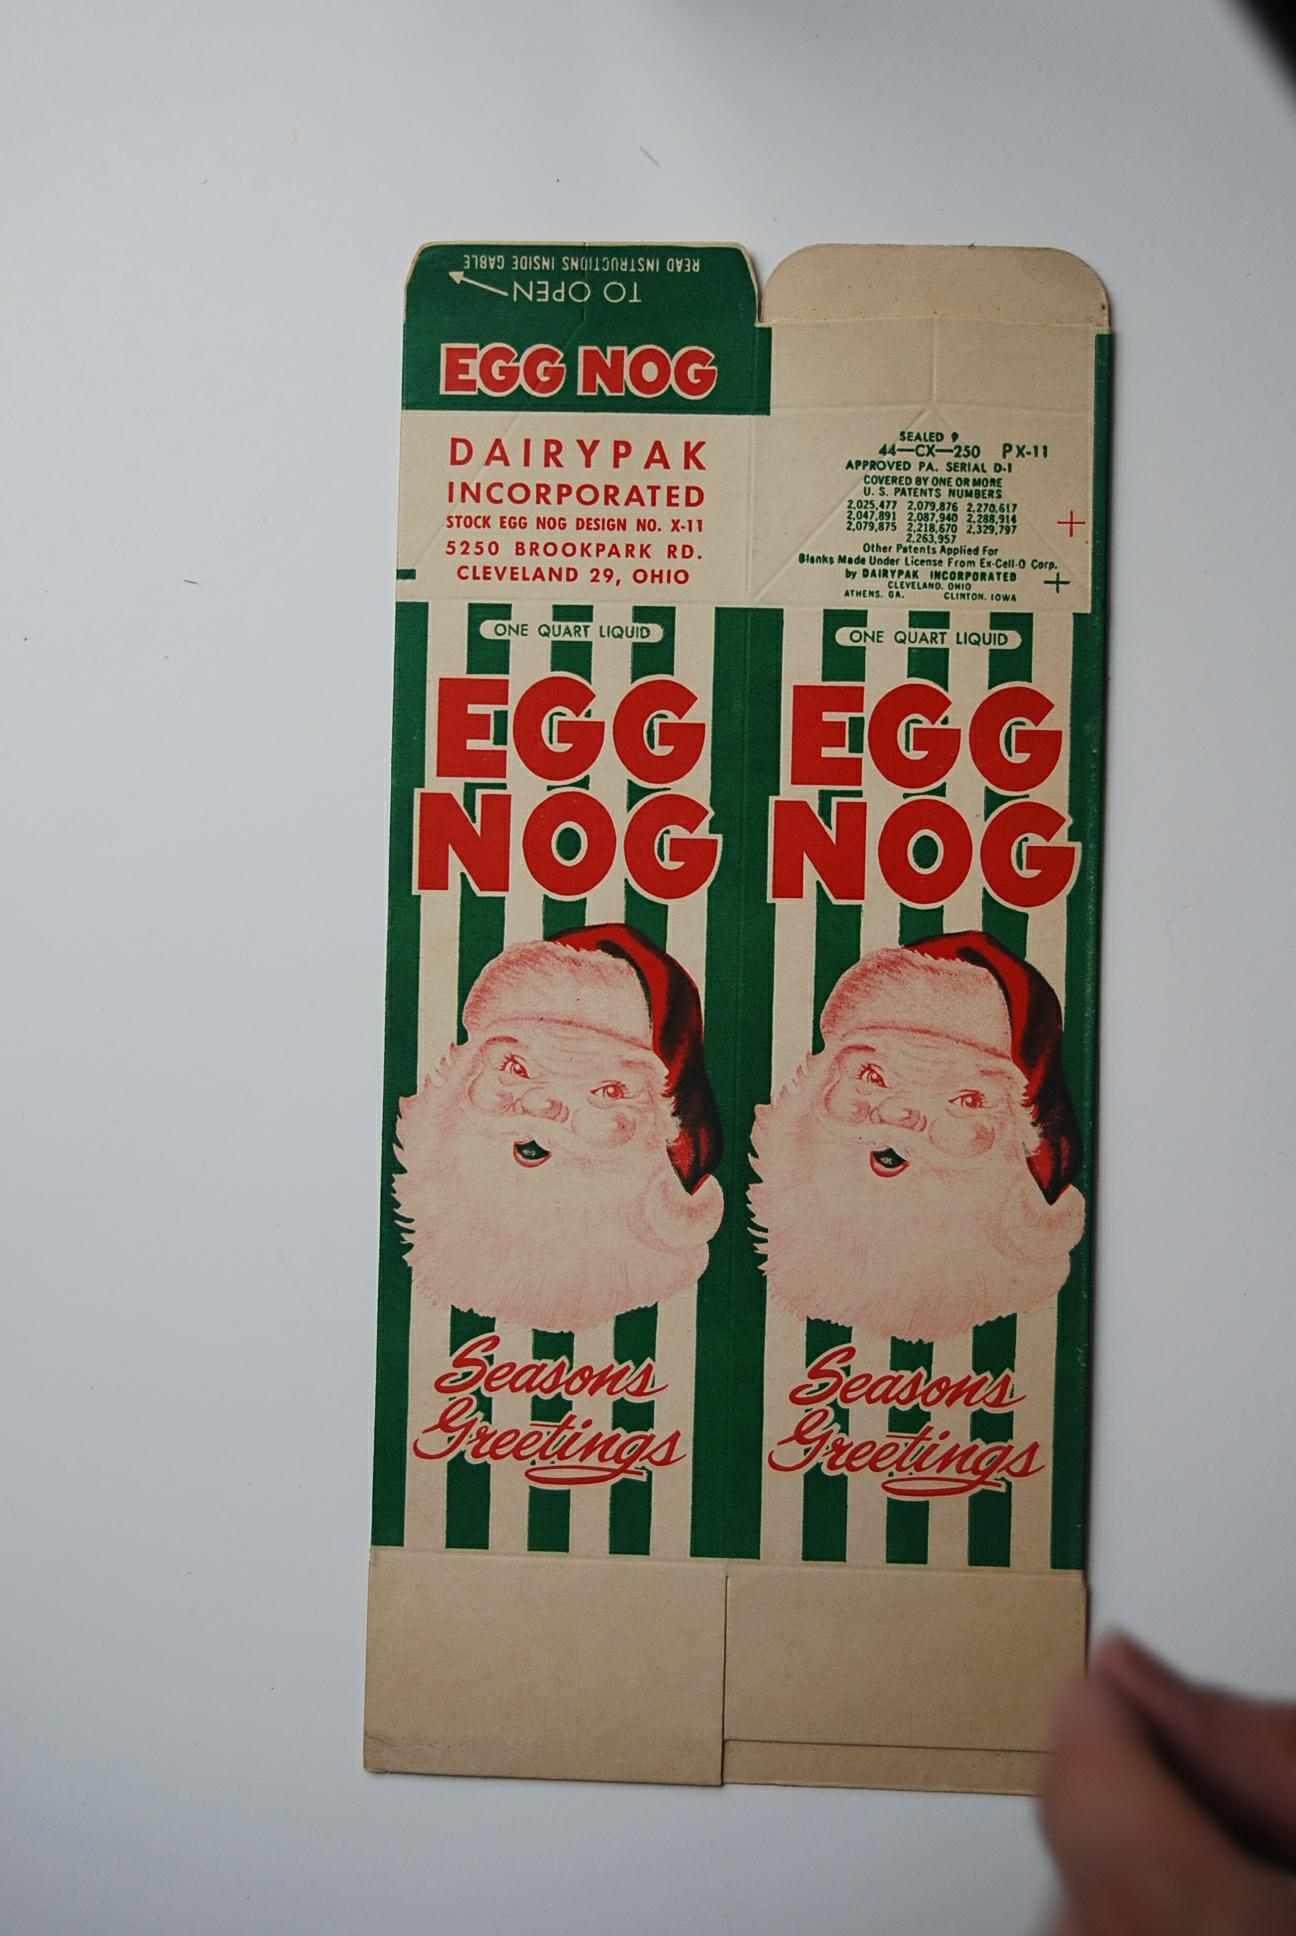 READ INSTRUCTIONS INSIDE GABLE
TO OPEN
EGG NOG
DAIRYPAK
INCORPORATED
STOCK EGG NOG DESIGN NO. X-11
5250 BROOKPARK RD.
CLEVELAND 29, OHIO
SEALED 9
44-CX-250 PX-11
APPROVED PA. SERIAL D-1
COVERED BY ONE OR MORE
U. S. PATENTS NUMBERS
2,025,477 2,079,876 2,270,617
2,047,891 2,087,940 2,288,914
2,079,875 2,218,670 2,329,797
2,263,957
Other Patents Applied For
Blanks Made Under License From Ex-Cell-O Corp.
by DAIRYPAK INCORPORATED
CLEVELAND, OHIO
ATHENS, GA. CLINTON, IOWA
ONE QUART LIQUID
EGG
NOG
Seasons
Greetings
ONE QUART LIQUID
EGG
NOG
Seasons
Greetings